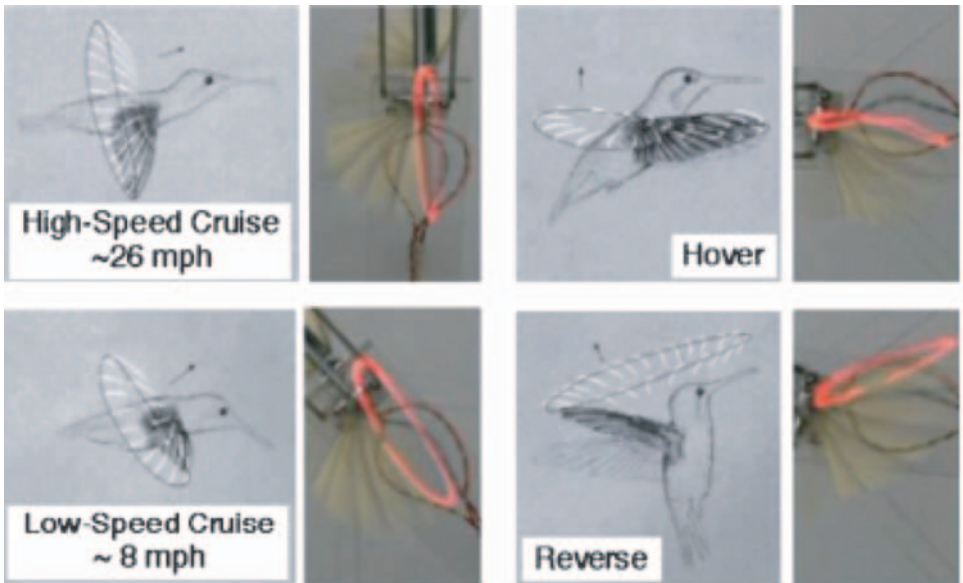 High-Speed Cruise
~26 mph
Hover
Low-Speed Cruise
~ 8 mph
Reverse